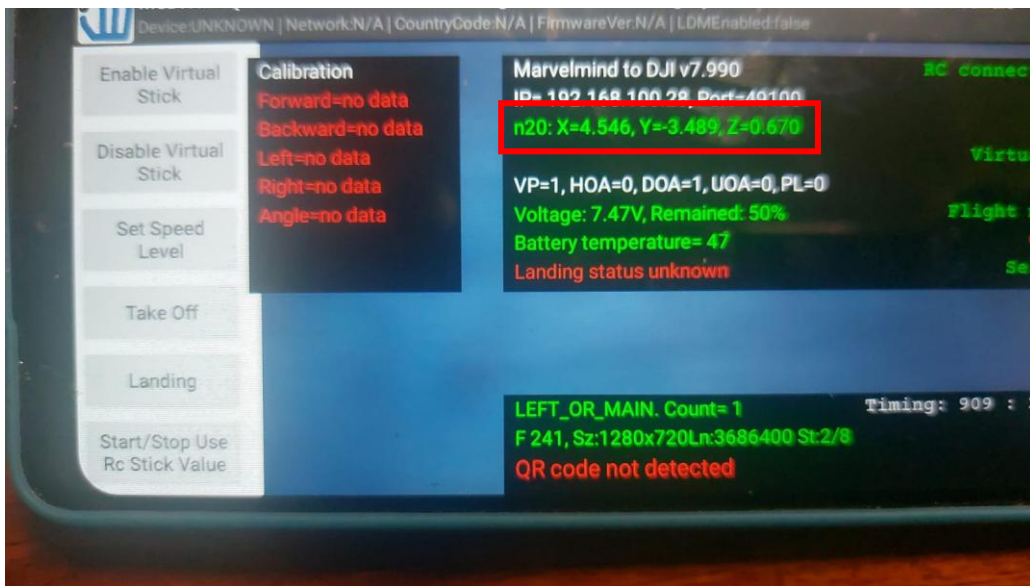 Device:UNKNOWN | Network:N/A | CountryCode:N/A | FirmwareVer:N/A | LDMEnabled:false
Enable Virtual
Stick
Disable Virtual
Stick
Set Speed
Level
Take Off
Landing
Start/Stop Use
Rc Stick Value
Calibration
Forward=no data
Backward=no data
Left=no data
Right=no data
Angle=no data
Marvelmind to DJI v7.990
IP= 192.168.100.28, Port=49100
n20: X=4.546, Y=-3.489, Z=0.670
VP=1, HOA=0, DOA=1, UOA=0, PL=0
Voltage: 7.47V, Remained: 50%
Battery temperature= 47
Landing status unknown
RC connec
Virtu
Flight
Se
LEFT_OR_MAIN. Count= 1
F 241, Sz:1280x720Ln:3686400 St:2/8
QR code not detected
Timing: 909 :